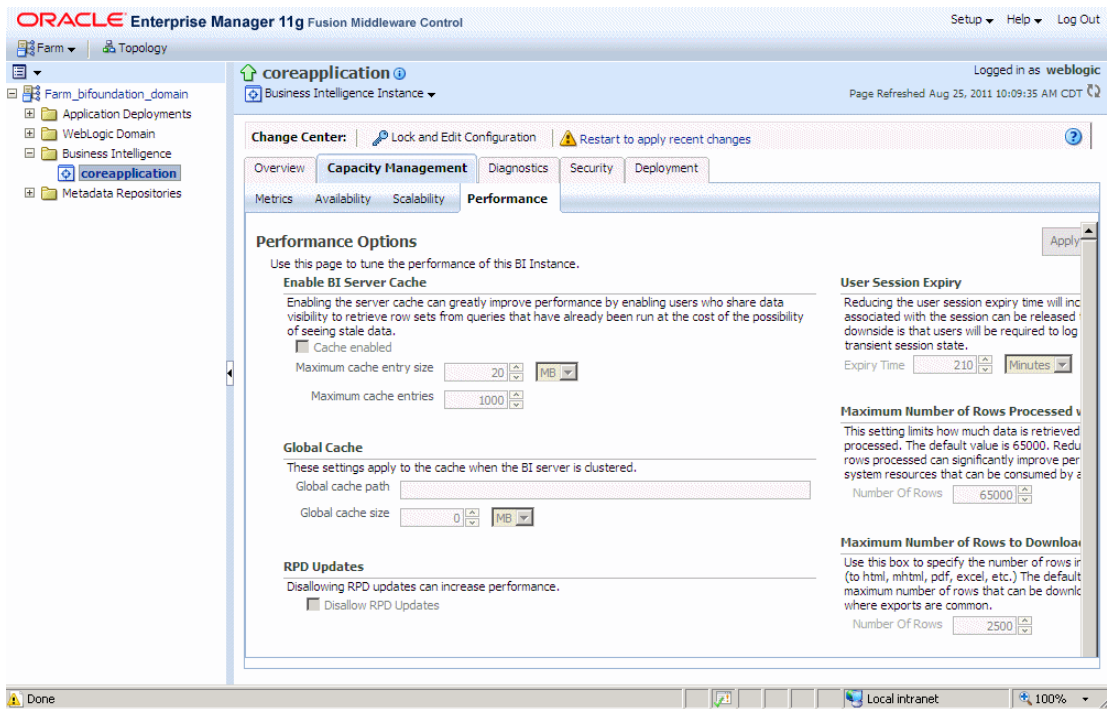 ORACLE Enterprise Manager 11g Fusion Middleware Control
Setup Help Log Out
Farm Topology
Farm_bifoundation_domain
Application Deployments
WebLogic Domain
Business Intelligence
coreapplication
Metadata Repositories
coreapplication
Logged in as weblogic
Business Intelligence Instance
Page Refreshed Aug 25, 2011 10:09:35 AM CDT
Change Center: Lock and Edit Configuration Restart to apply recent changes
Overview Capacity Management Diagnostics Security Deployment
Metrics Availability Scalability Performance
Performance Options
Apply
Use this page to tune the performance of this BI Instance.
Enable BI Server Cache
Enabling the server cache can greatly improve performance by enabling users who share data
visibility to retrieve row sets from queries that have already been run at the cost of the possibility
of seeing stale data.
Cache enabled
Maximum cache entry size 20 MB
Maximum cache entries 1000
Global Cache
These settings apply to the cache when the BI server is clustered.
Global cache path
Global cache size 0 MB
RPD Updates
Disallowing RPD updates can increase performance.
Disallow RPD Updates
User Session Expiry
Reducing the user session expiry time will inc
associated with the session can be released
downside is that users will be required to log
transient session state.
Expiry Time 210 Minutes
Maximum Number of Rows Processed
This setting limits how much data is retrieved
processed. The default value is 65000. Redu
rows processed can significantly improve per
system resources that can be consumed by a
Number Of Rows 65000
Maximum Number of Rows to Download
Use this box to specify the number of rows in
(to html, mhtml, pdf, excel, etc.) The default
maximum number of rows that can be downlo
where exports are common.
Number Of Rows 2500
Done
Local intranet
100%